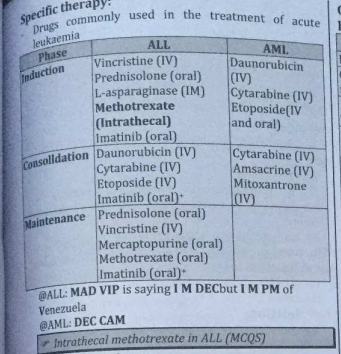 Specific therapy:
Drugs commonly used in the treatment of acute
leukaemia
Phase ALL AML
Induction Vincristine (IV) Daunorubicin
Prednisolone (oral) (IV)
L-asparaginase (IM) Cytarabine (IV)
Methotrexate Etoposide(IV
(Intrathecal) and oral)
Imatinib (oral)
Consolldation Daunorubicin (IV) Cytarabine (IV)
Cytarabine (IV) Amsacrine (IV)
Etoposide (IV) Mitoxantrone
Imatinib (oral)* (IV)
Maintenance Prednisolone (oral)
Vincristine (IV)
Mercaptopurine (oral)
Methotrexate (oral)
Imatinib (oral)*
@ALL: MAD VIP is saying I M DECbut I M PM of
Venezuela
@AML: DEC CAM
☞ Intrathecal methotrexate in ALL (MCQS)